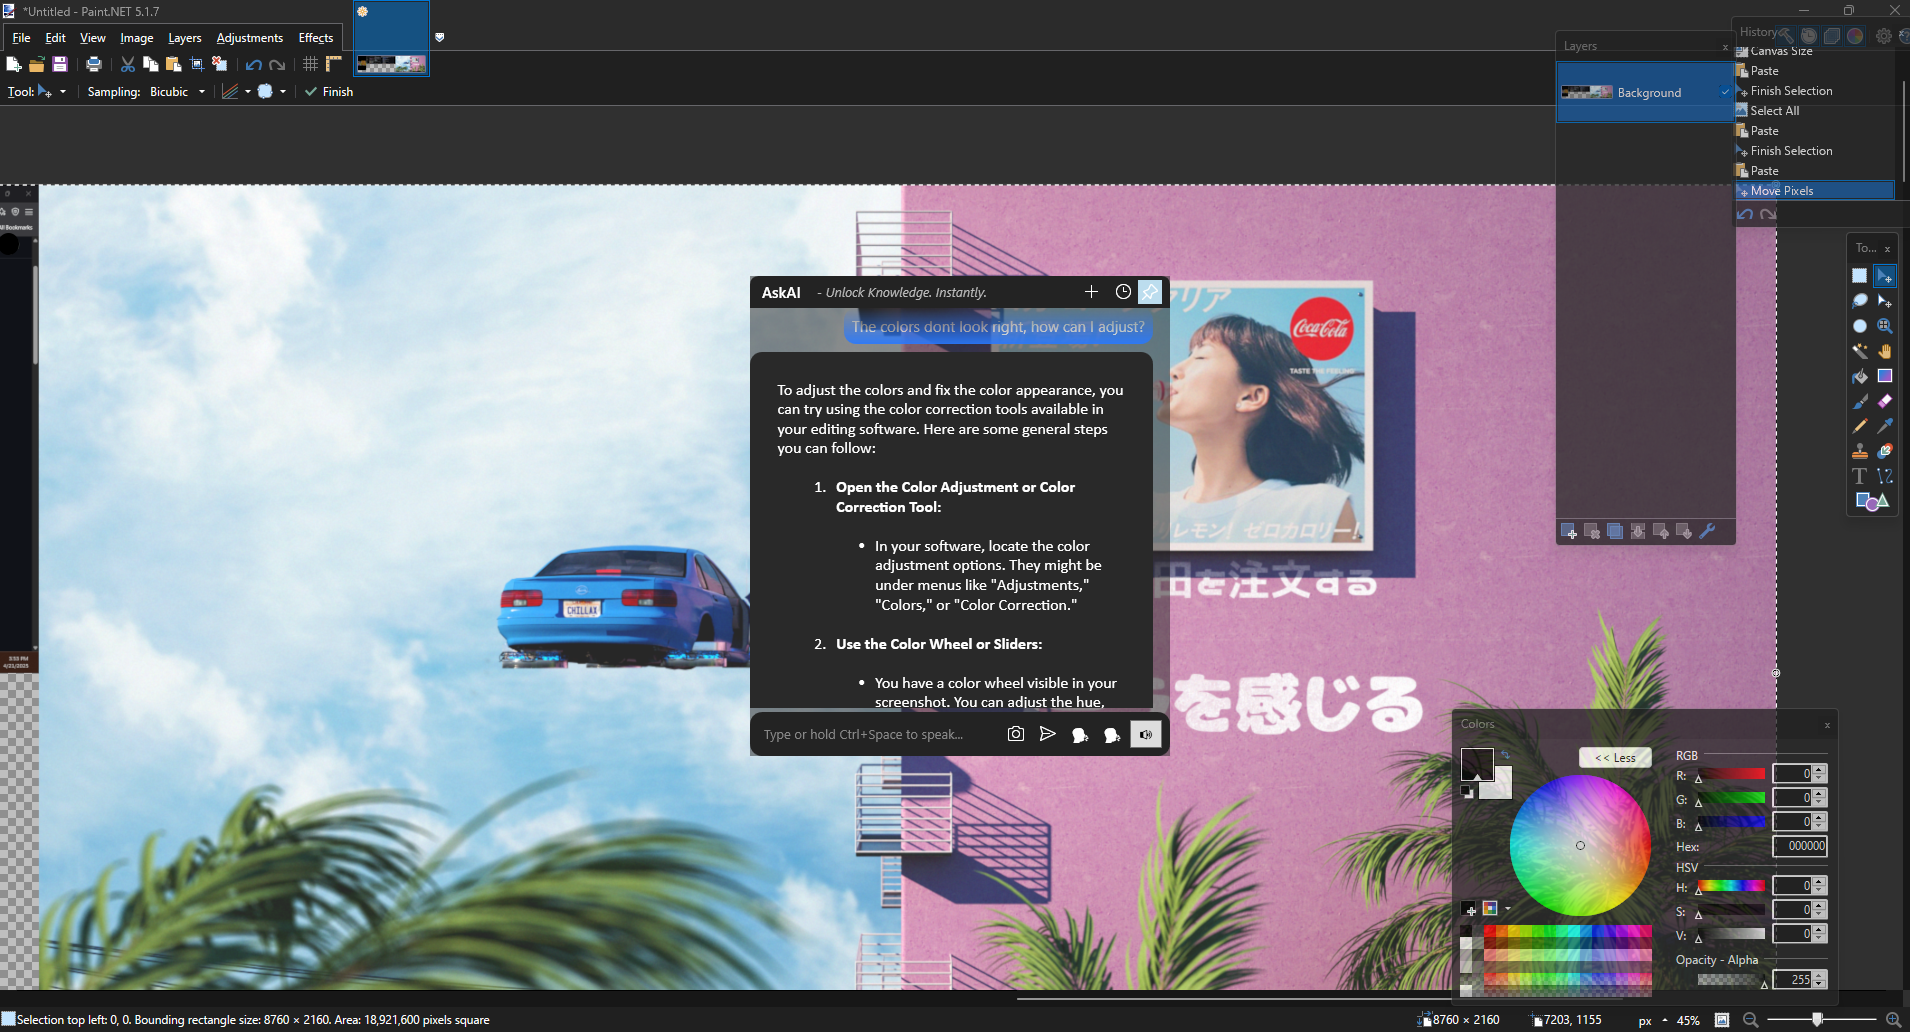 *Untitled - Paint.NET 5.1.7
File Edit View Image Layers Adjustments Effects
Tool: Sampling: Bicubic Finish
Layers
Background
History
Canvas Size
Paste
Finish Selection
Select All
Paste
Finish Selection
Paste
Move Pixels
To...
All Bookmarks
3:53 PM
4/21/2025
CHILLAX
リア
Coca-Cola
TASTE THE FEELING
レモン! ゼロカロリー!
を注文する
を感じる
AskAI - Unlock Knowledge. Instantly.
The colors dont look right, how can I adjust?
To adjust the colors and fix the color appearance, you
can try using the color correction tools available in
your editing software. Here are some general steps
you can follow:
1. Open the Color Adjustment or Color
Correction Tool:
• In your software, locate the color
adjustment options. They might be
under menus like "Adjustments,"
"Colors," or "Color Correction."
2. Use the Color Wheel or Sliders:
• You have a color wheel visible in your
screenshot. You can adjust the hue,
Type or hold Ctrl+Space to speak...
Colors
<< Less
RGB
R: 0
G: 0
B: 0
Hex: 000000
HSV
H: 0
S: 0
V: 0
Opacity - Alpha
255
Selection top left: 0, 0. Bounding rectangle size: 8760 × 2160. Area: 18,921,600 pixels square
8760 × 2160 7203, 1155 px 45%